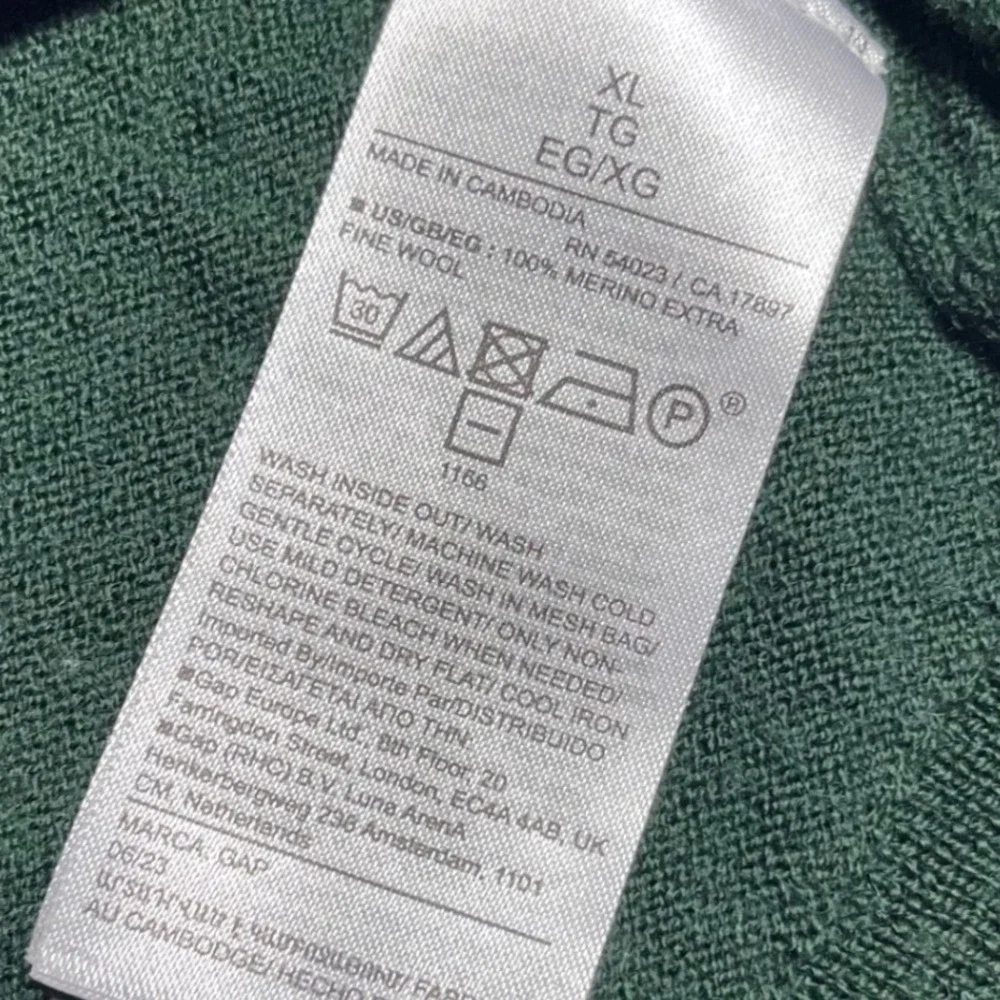 XL
TG
EG/XG
MADE IN CAMBODIA
RN 54023 / CA 17897
■ US/GB/EG : 100% MERINO EXTRA
FINE WOOL
30
P ®
1166
WASH INSIDE OUT/ WASH
SEPARATELY/ MACHINE WASH COLD
GENTLE CYCLE/ WASH IN MESH BAG/
USE MILD DETERGENT/ ONLY NON-
CHLORINE BLEACH WHEN NEEDED/
RESHAPE AND DRY FLAT/ COOL IRON
Imported By/Importe Par/DISTRIBUIDO
POR/ΕΙΣΑΓΕΤΑΙ ΑΠΟ ΤΗΝ:
■Gap Europe Ltd., 8th Floor, 20
Farringdon Street, London, EC4A 4AB, UK
■Gap (RHC) B.V. Luna ArenA
Herikerbergweg 238 Amsterdam, 1101
CM, Netherlands
MARCA: GAP
06/23
AU CAMBODGE/ HECHO